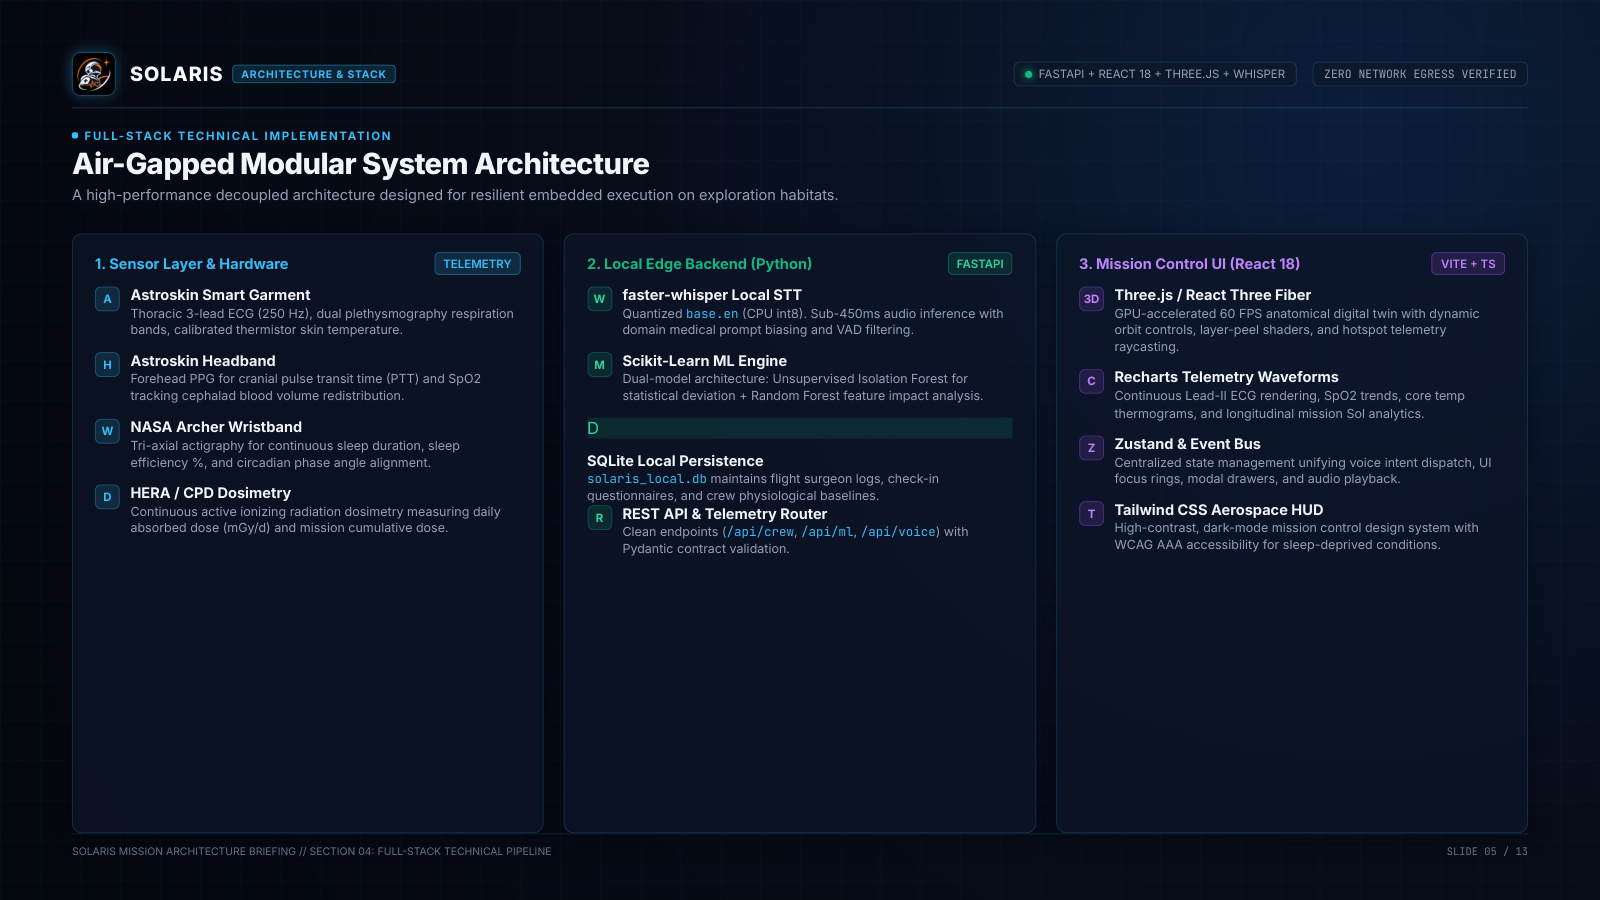 SOLARIS
ARCHITECTURE & STACK
FASTAPI + REACT 18 + THREE.JS + WHISPER
ZERO NETWORK EGRESS VERIFIED
FULL-STACK TECHNICAL IMPLEMENTATION
Air-Gapped Modular System Architecture
A high-performance decoupled architecture designed for resilient embedded execution on exploration habitats.
1. Sensor Layer & Hardware
TELEMETRY
A
Astroskin Smart Garment
Thoracic 3-lead ECG (250 Hz), dual plethysmography respiration
bands, calibrated thermistor skin temperature.
H
Astroskin Headband
Forehead PPG for cranial pulse transit time (PTT) and SpO2
tracking cephalad blood volume redistribution.
W
NASA Archer Wristband
Tri-axial actigraphy for continuous sleep duration, sleep
efficiency %, and circadian phase angle alignment.
D
HERA / CPD Dosimetry
Continuous active ionizing radiation dosimetry measuring daily
absorbed dose (mGy/d) and mission cumulative dose.
2. Local Edge Backend (Python)
FASTAPI
W
faster-whisper Local STT
Quantized base.en (CPU int8). Sub-450ms audio inference with
domain medical prompt biasing and VAD filtering.
M
Scikit-Learn ML Engine
Dual-model architecture: Unsupervised Isolation Forest for
statistical deviation + Random Forest feature impact analysis.
D
SQLite Local Persistence
solaris_local.db maintains flight surgeon logs, check-in
questionnaires, and crew physiological baselines.
R
REST API & Telemetry Router
Clean endpoints (/api/crew, /api/ml, /api/voice) with
Pydantic contract validation.
3. Mission Control UI (React 18)
VITE + TS
3D
Three.js / React Three Fiber
GPU-accelerated 60 FPS anatomical digital twin with dynamic
orbit controls, layer-peel shaders, and hotspot telemetry
raycasting.
C
Recharts Telemetry Waveforms
Continuous Lead-II ECG rendering, SpO2 trends, core temp
thermograms, and longitudinal mission Sol analytics.
Z
Zustand & Event Bus
Centralized state management unifying voice intent dispatch, UI
focus rings, modal drawers, and audio playback.
T
Tailwind CSS Aerospace HUD
High-contrast, dark-mode mission control design system with
WCAG AAA accessibility for sleep-deprived conditions.
SOLARIS MISSION ARCHITECTURE BRIEFING // SECTION 04: FULL-STACK TECHNICAL PIPELINE
SLIDE 05 / 13